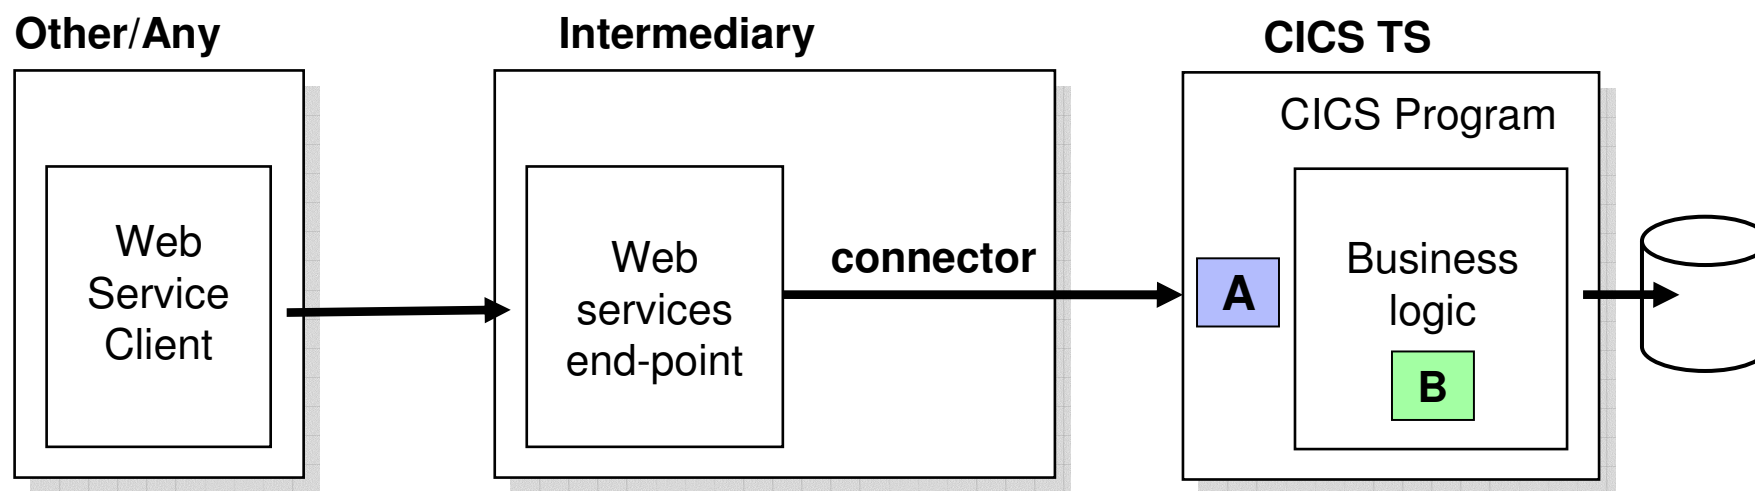 Other/Any
Intermediary
CICS TS
CICS Program
Web
Service
Client
Web
services
end-point
connector
A
Business
logic
B